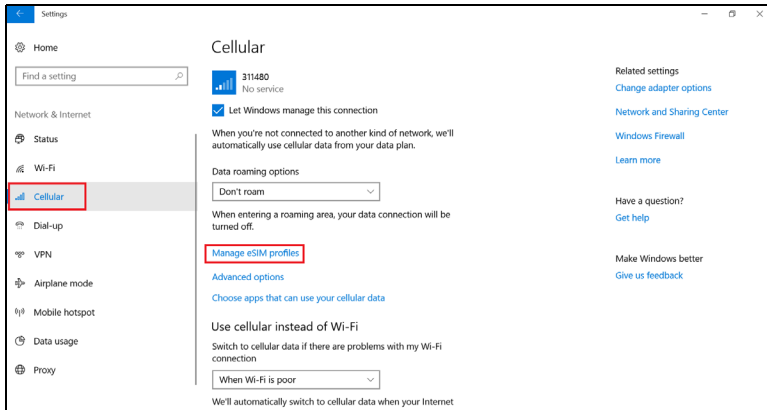 Settings
Home
Find a setting
Network & Internet
Status
Wi-Fi
Cellular
Dial-up
VPN
Airplane mode
Mobile hotspot
Data usage
Proxy
Cellular
311480
No service
Let Windows manage this connection
When you're not connected to another kind of network, we'll
automatically use cellular data from your data plan.
Data roaming options
Don't roam
When entering a roaming area, your data connection will be
turned off.
Manage eSIM profiles
Advanced options
Choose apps that can use your cellular data
Use cellular instead of Wi-Fi
Switch to cellular data if there are problems with my Wi-Fi
connection
When Wi-Fi is poor
We'll automatically switch to cellular data when your Internet
Related settings
Change adapter options
Network and Sharing Center
Windows Firewall
Learn more
Have a question?
Get help
Make Windows better
Give us feedback